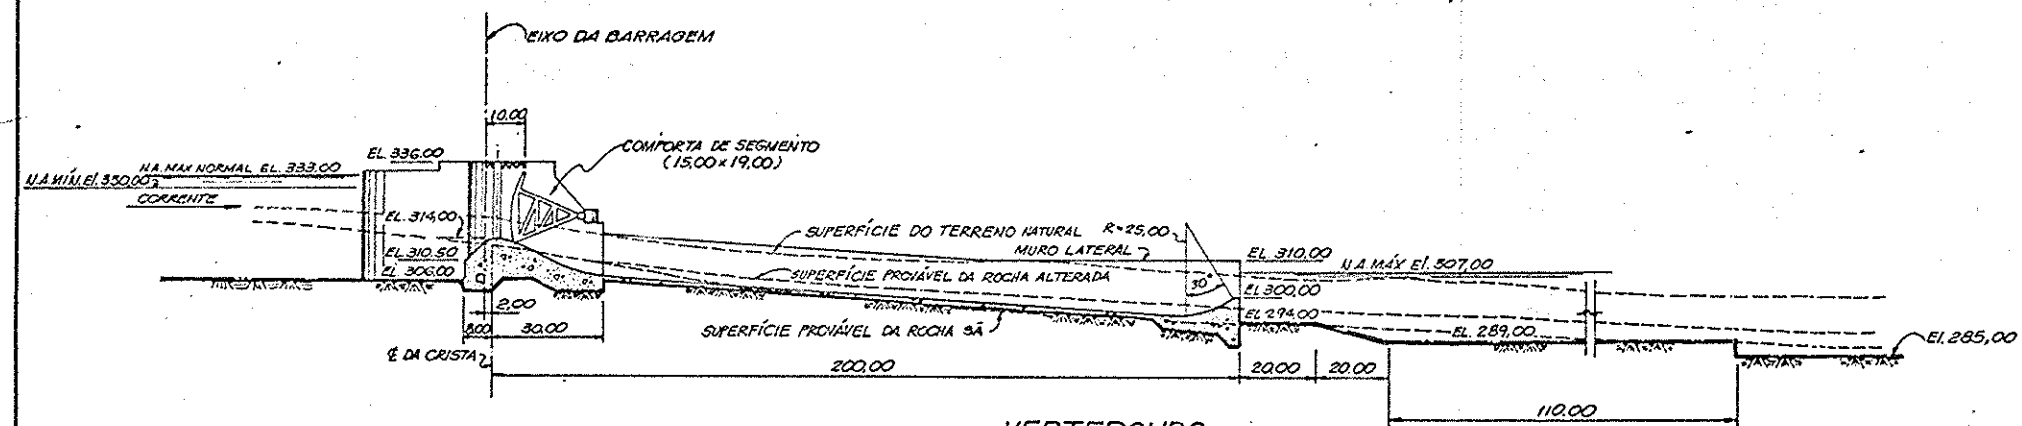 EIXO DA BARRAGEM
10.00
COMPORTA DE SEGMENTO
(15,00 x 19,00)
EL. 336.00
N.A. MAX NORMAL EL. 333.00
N.A MÍN. El. 330,00
CORRENTE
EL. 314,00
EL. 310.50
EL. 306.00
SUPERFÍCIE DO TERRENO NATURAL
R=25,00
MURO LATERAL
EL. 310,00
N.A. MÁX El. 307,00
SUPERFÍCIE PROVÁVEL DA ROCHA ALTERADA
30°
EL 300,00
EL 294,00
EL. 289,00
El. 285,00
2,00
8.00
30.00
SUPERFÍCIE PROVÁVEL DA ROCHA SÃ
℄ DA CRISTA
200,00
20.00
20.00
110.00